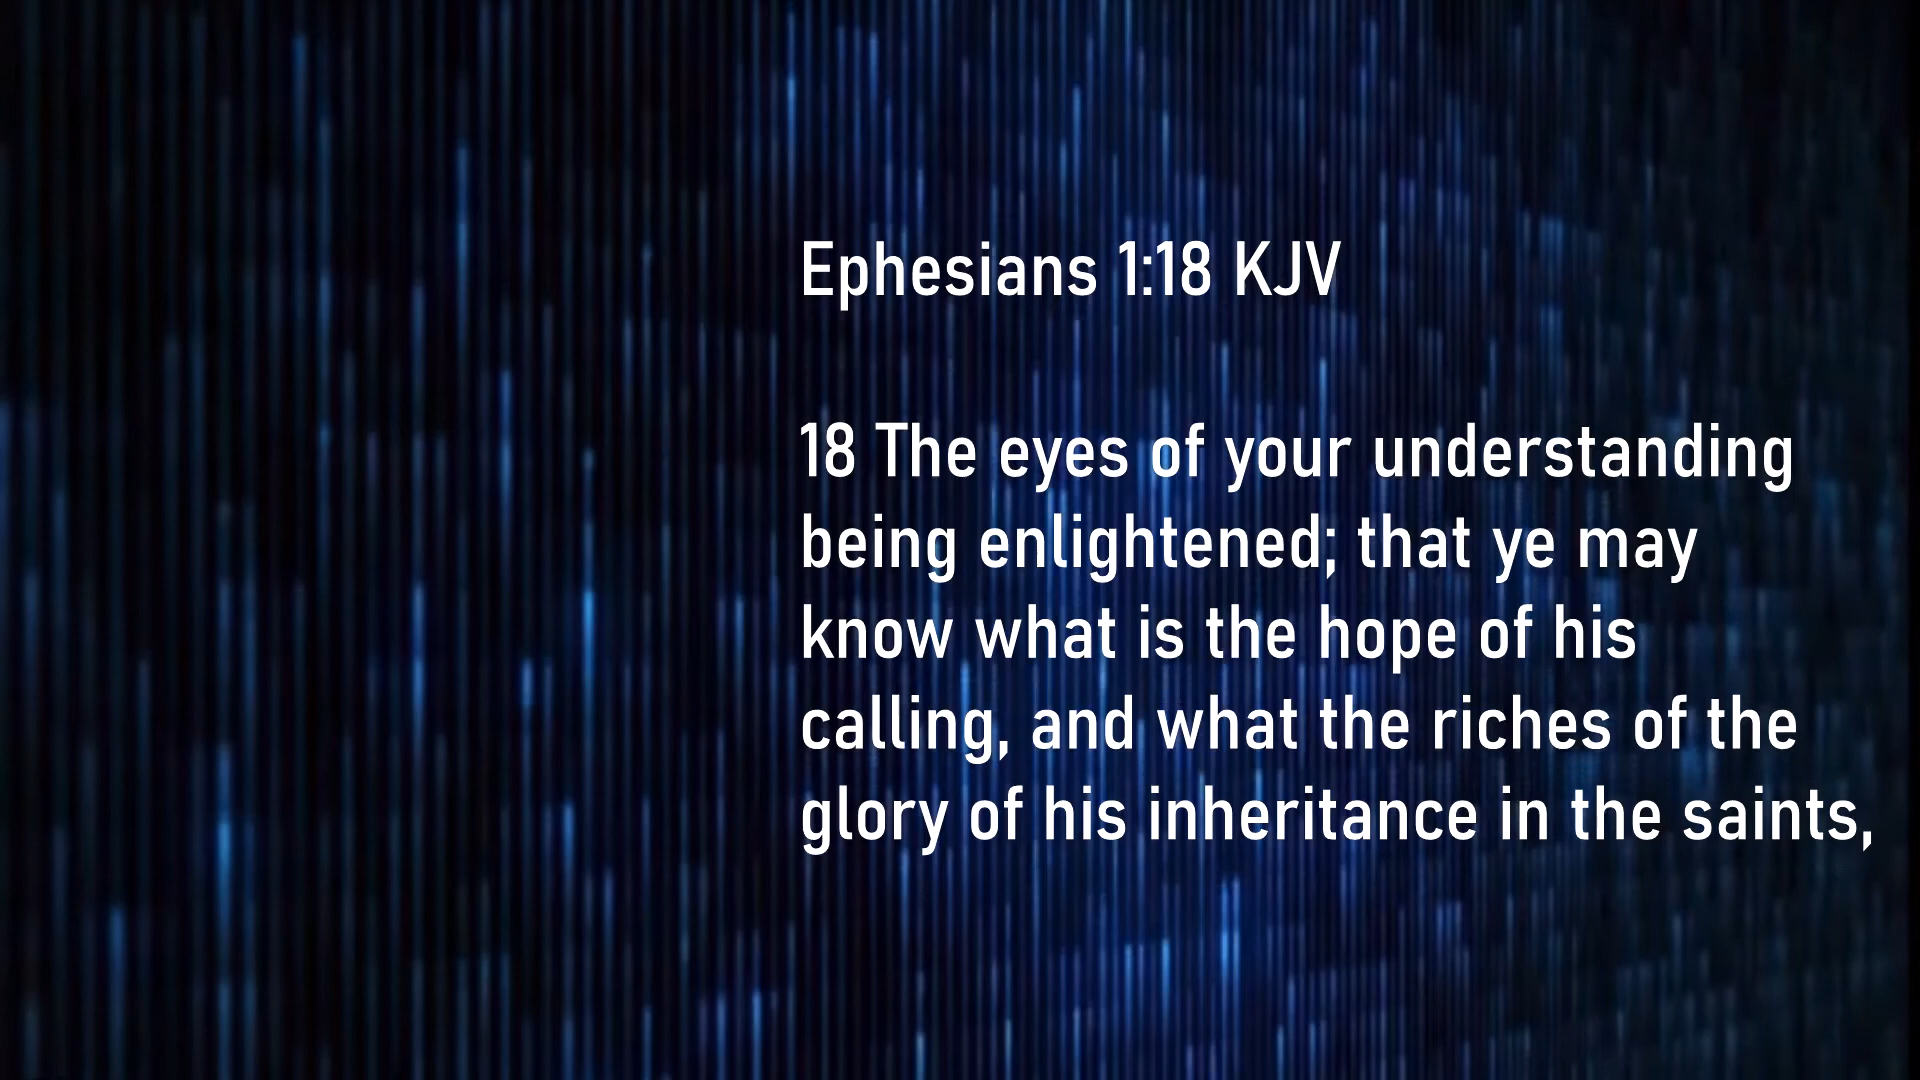 Ephesians 1:18 KJV
18 The eyes of your understanding
being enlightened; that ye may
know what is the hope of his
calling, and what the riches of the
glory of his inheritance in the saints,